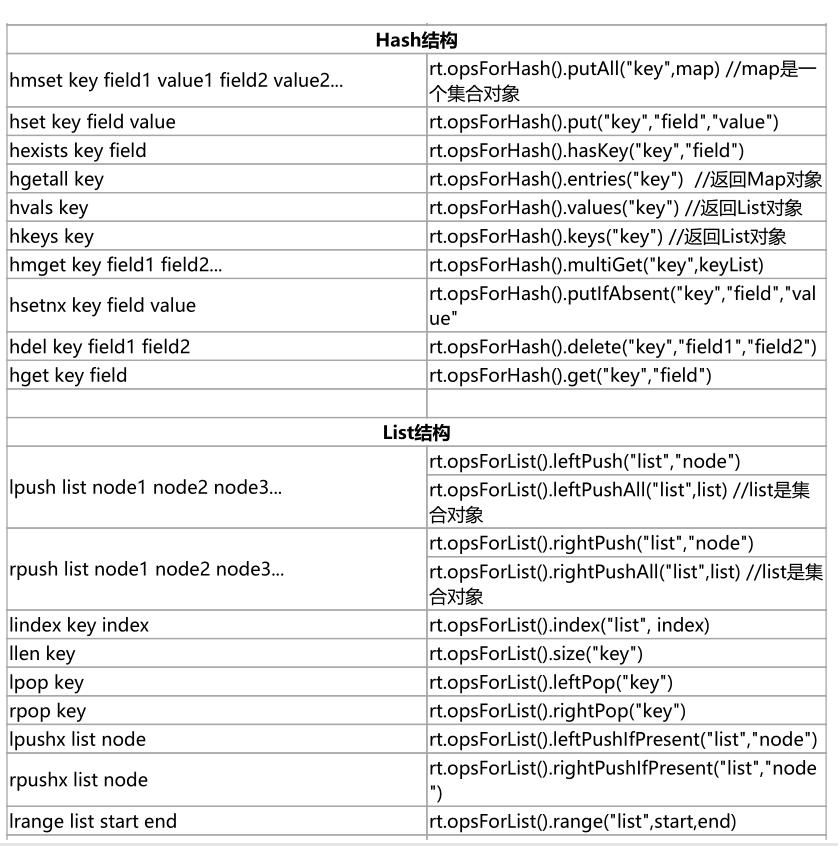 Hash结构
hmset key field1 value1 field2 value2...
rt.opsForHash().putAll("key",map) //map是一
个集合对象
hset key field value
rt.opsForHash().put("key","field","value")
hexists key field
rt.opsForHash().hasKey("key","field")
hgetall key
rt.opsForHash().entries("key")  //返回Map对象
hvals key
rt.opsForHash().values("key") //返回List对象
hkeys key
rt.opsForHash().keys("key") //返回List对象
hmget key field1 field2...
rt.opsForHash().multiGet("key",keyList)
hsetnx key field value
rt.opsForHash().putIfAbsent("key","field","val
ue"
hdel key field1 field2
rt.opsForHash().delete("key","field1","field2")
hget key field
rt.opsForHash().get("key","field")
List结构
lpush list node1 node2 node3...
rt.opsForList().leftPush("list","node")
rt.opsForList().leftPushAll("list",list) //list是集
合对象
rpush list node1 node2 node3...
rt.opsForList().rightPush("list","node")
rt.opsForList().rightPushAll("list",list) //list是集
合对象
lindex key index
rt.opsForList().index("list", index)
llen key
rt.opsForList().size("key")
lpop key
rt.opsForList().leftPop("key")
rpop key
rt.opsForList().rightPop("key")
lpushx list node
rt.opsForList().leftPushIfPresent("list","node")
rpushx list node
rt.opsForList().rightPushIfPresent("list","node
")
lrange list start end
rt.opsForList().range("list",start,end)